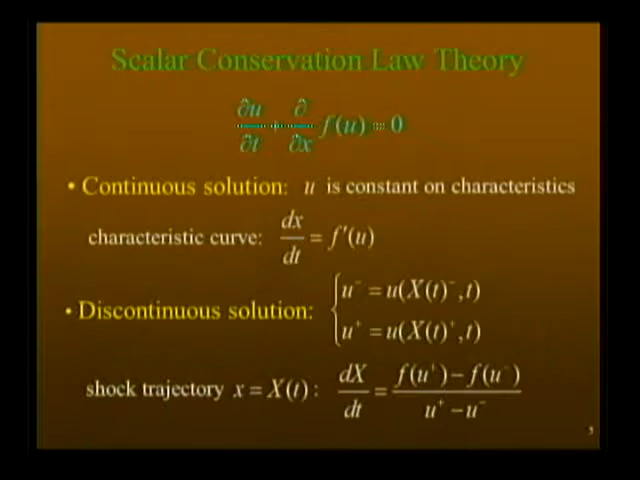 Scalar Conservation Law Theory
∂u/∂t + ∂/∂x f(u) = 0
• Continuous solution: u is constant on characteristics
characteristic curve: dx/dt = f′(u)
• Discontinuous solution: { u⁻ = u(X(t)⁻, t)
u⁺ = u(X(t)⁺, t)
shock trajectory x = X(t) : dX/dt = f(u⁺) − f(u⁻) / u⁺ − u⁻